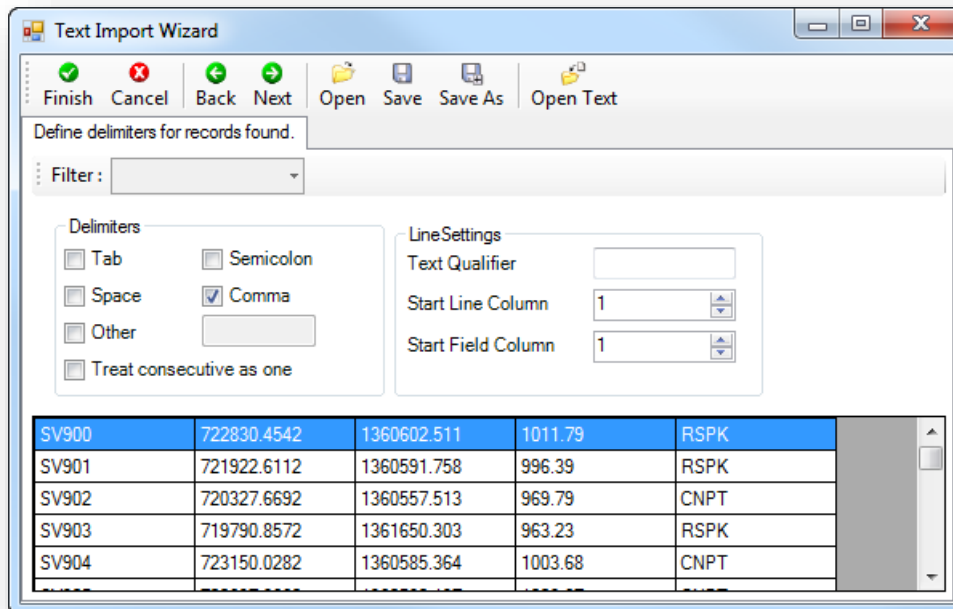 Text Import Wizard
Finish Cancel Back Next Open Save Save As Open Text
Define delimiters for records found.
Filter :
Delimiters
LineSettings
Tab Semicolon
Text Qualifier
Space Comma
Start Line Column 1
Other
Start Field Column 1
Treat consecutive as one
SV900 722830.4542 1360602.511 1011.79 RSPK
SV901 721922.6112 1360591.758 996.39 RSPK
SV902 720327.6692 1360557.513 969.79 CNPT
SV903 719790.8572 1361650.303 963.23 RSPK
SV904 723150.0282 1360585.364 1003.68 CNPT